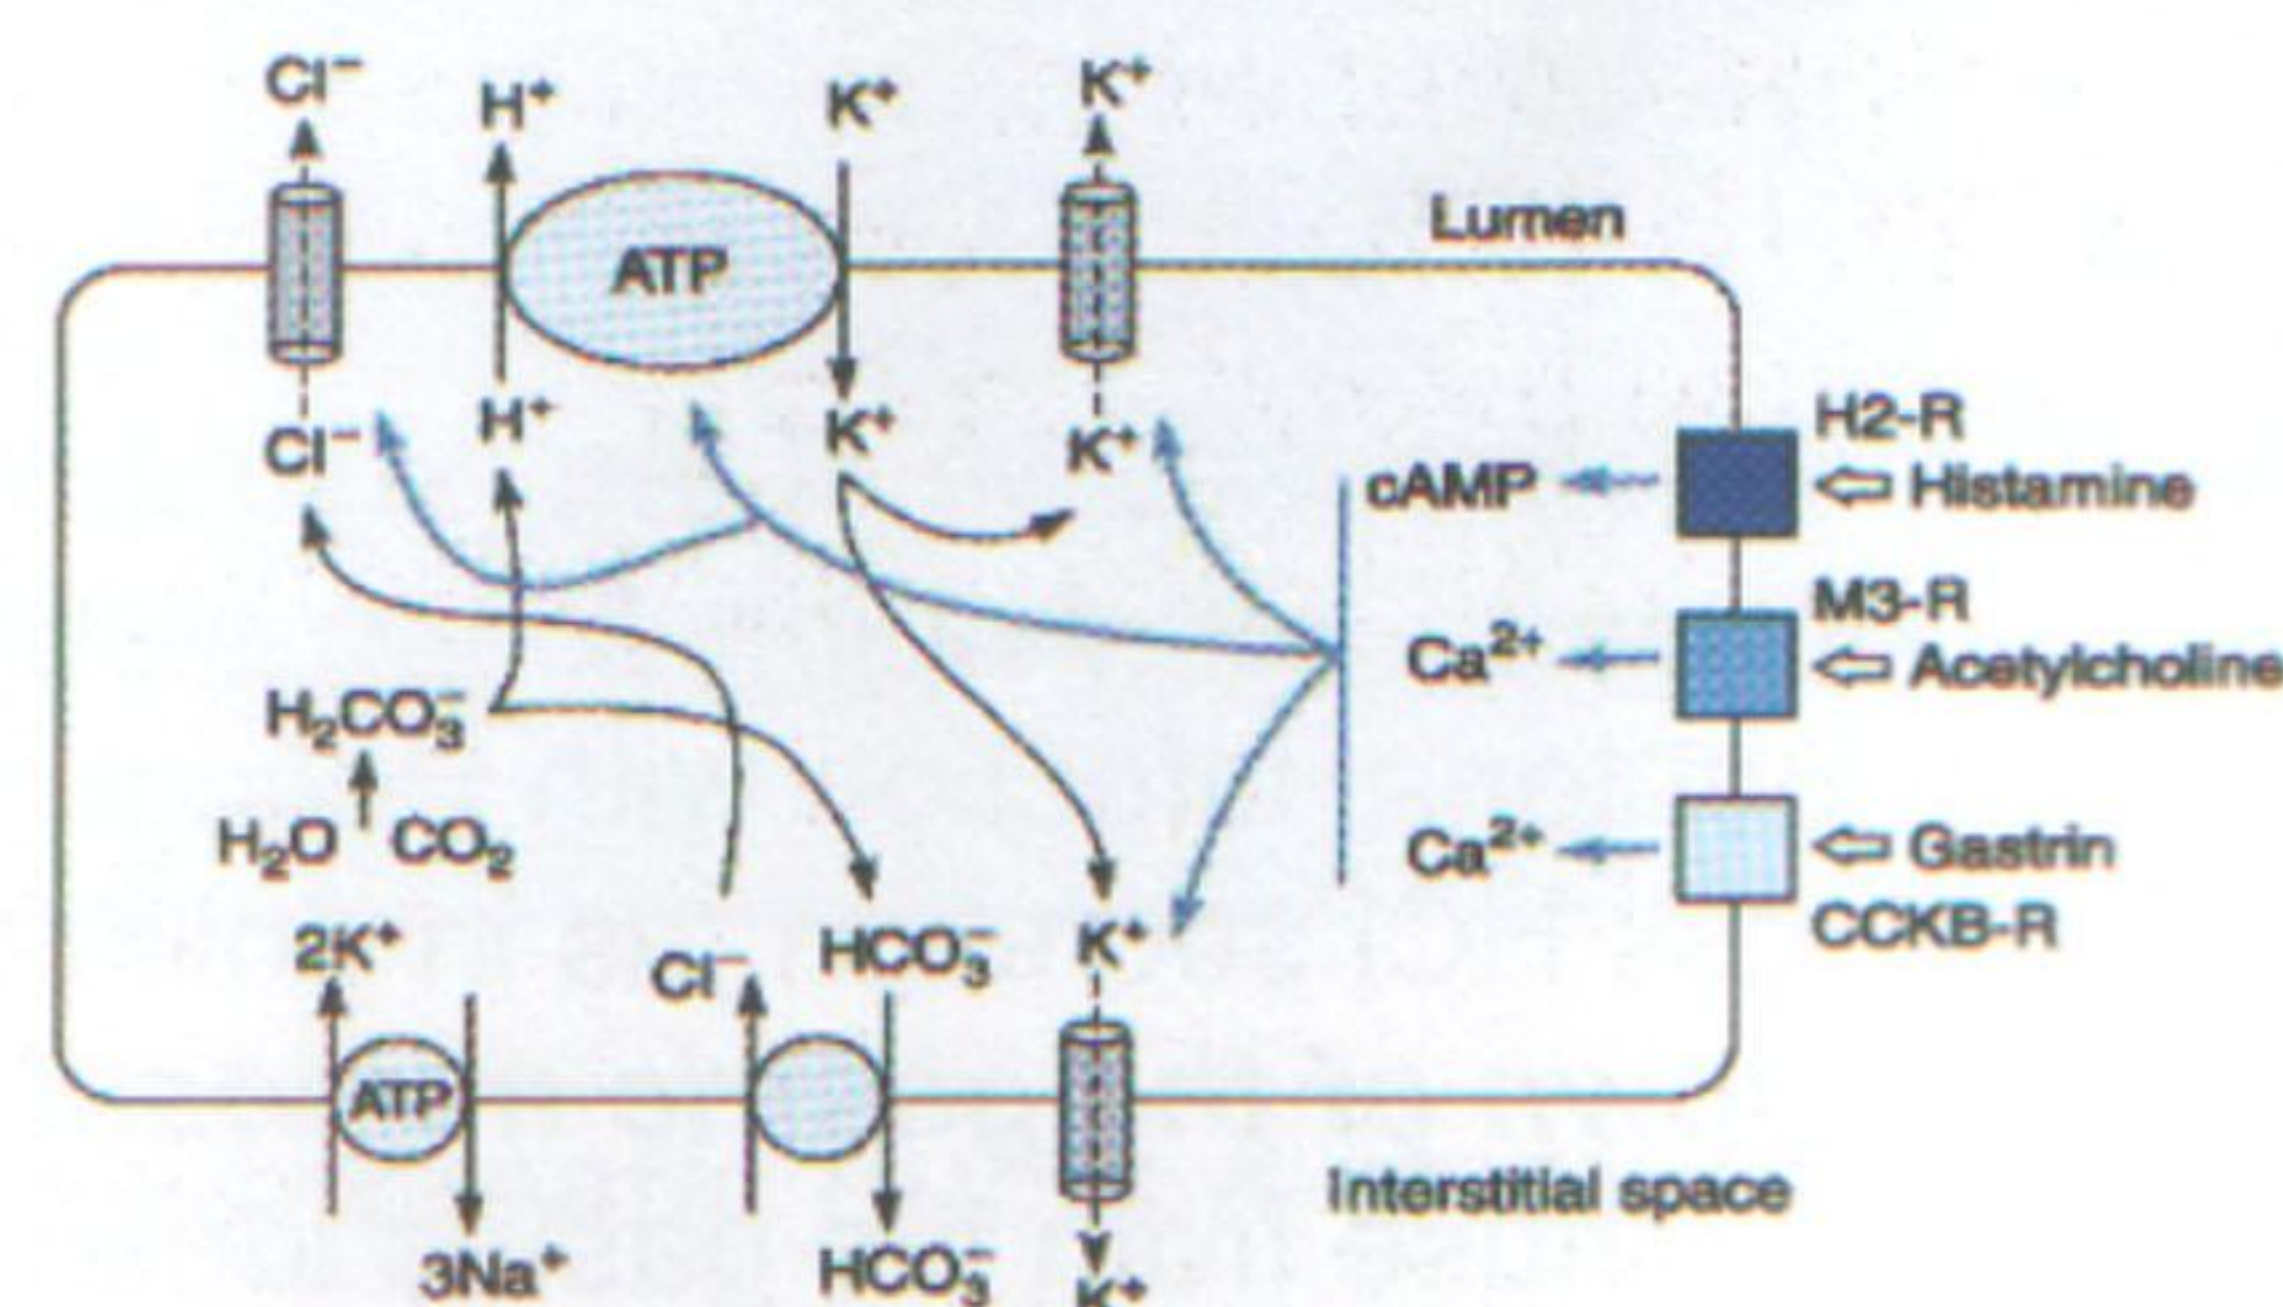 Cl⁻
H⁺
K⁺
K⁺
Lumen
ATP
Cl⁻
H⁺
K⁺
K⁺
H2-R
cAMP
Histamine
M3-R
Ca²⁺
Acetylcholine
H₂CO₃⁻
H₂O CO₂
Ca²⁺
Gastrin
CCKB-R
2K⁺
Cl⁻
HCO₃⁻
K⁺
ATP
Interstitial space
3Na⁺
HCO₃⁻
K⁺